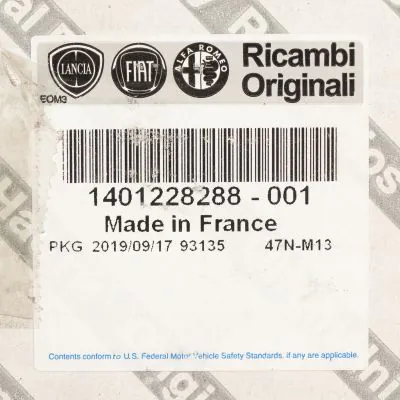 LANCIA FIAT ALFA ROMEO Ricambi
Originali
EOM3
1401228288 - 001
Made in France
PKG 2019/09/17 93135 47N-M13
Contents conform to U.S. Federal Motor Vehicle Safety Standards, if any are applicable.